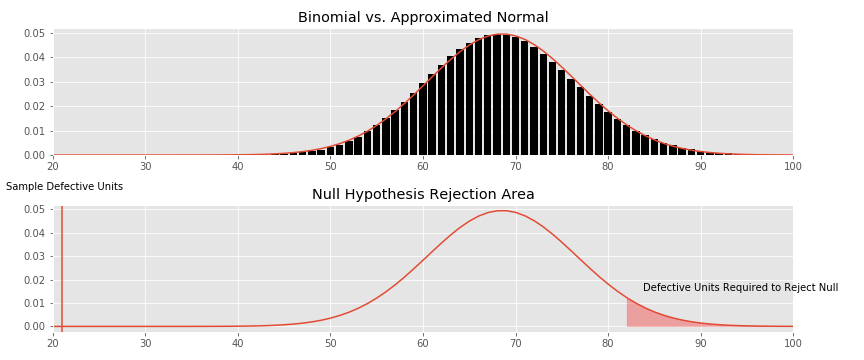 Binomial vs. Approximated Normal
0.05
0.04
0.03
0.02
0.01
0.00
20 30 40 50 60 70 80 90 100
Sample Defective Units
Null Hypothesis Rejection Area
0.05
0.04
0.03
0.02
Defective Units Required to Reject Null
0.01
0.00
20 30 40 50 60 70 80 90 100